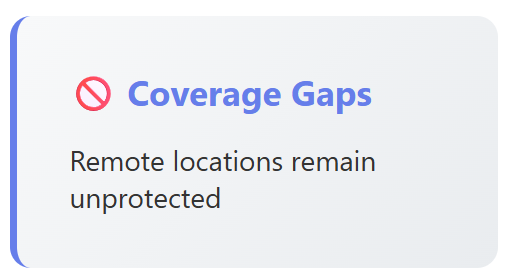 Coverage Gaps
Remote locations remain
unprotected